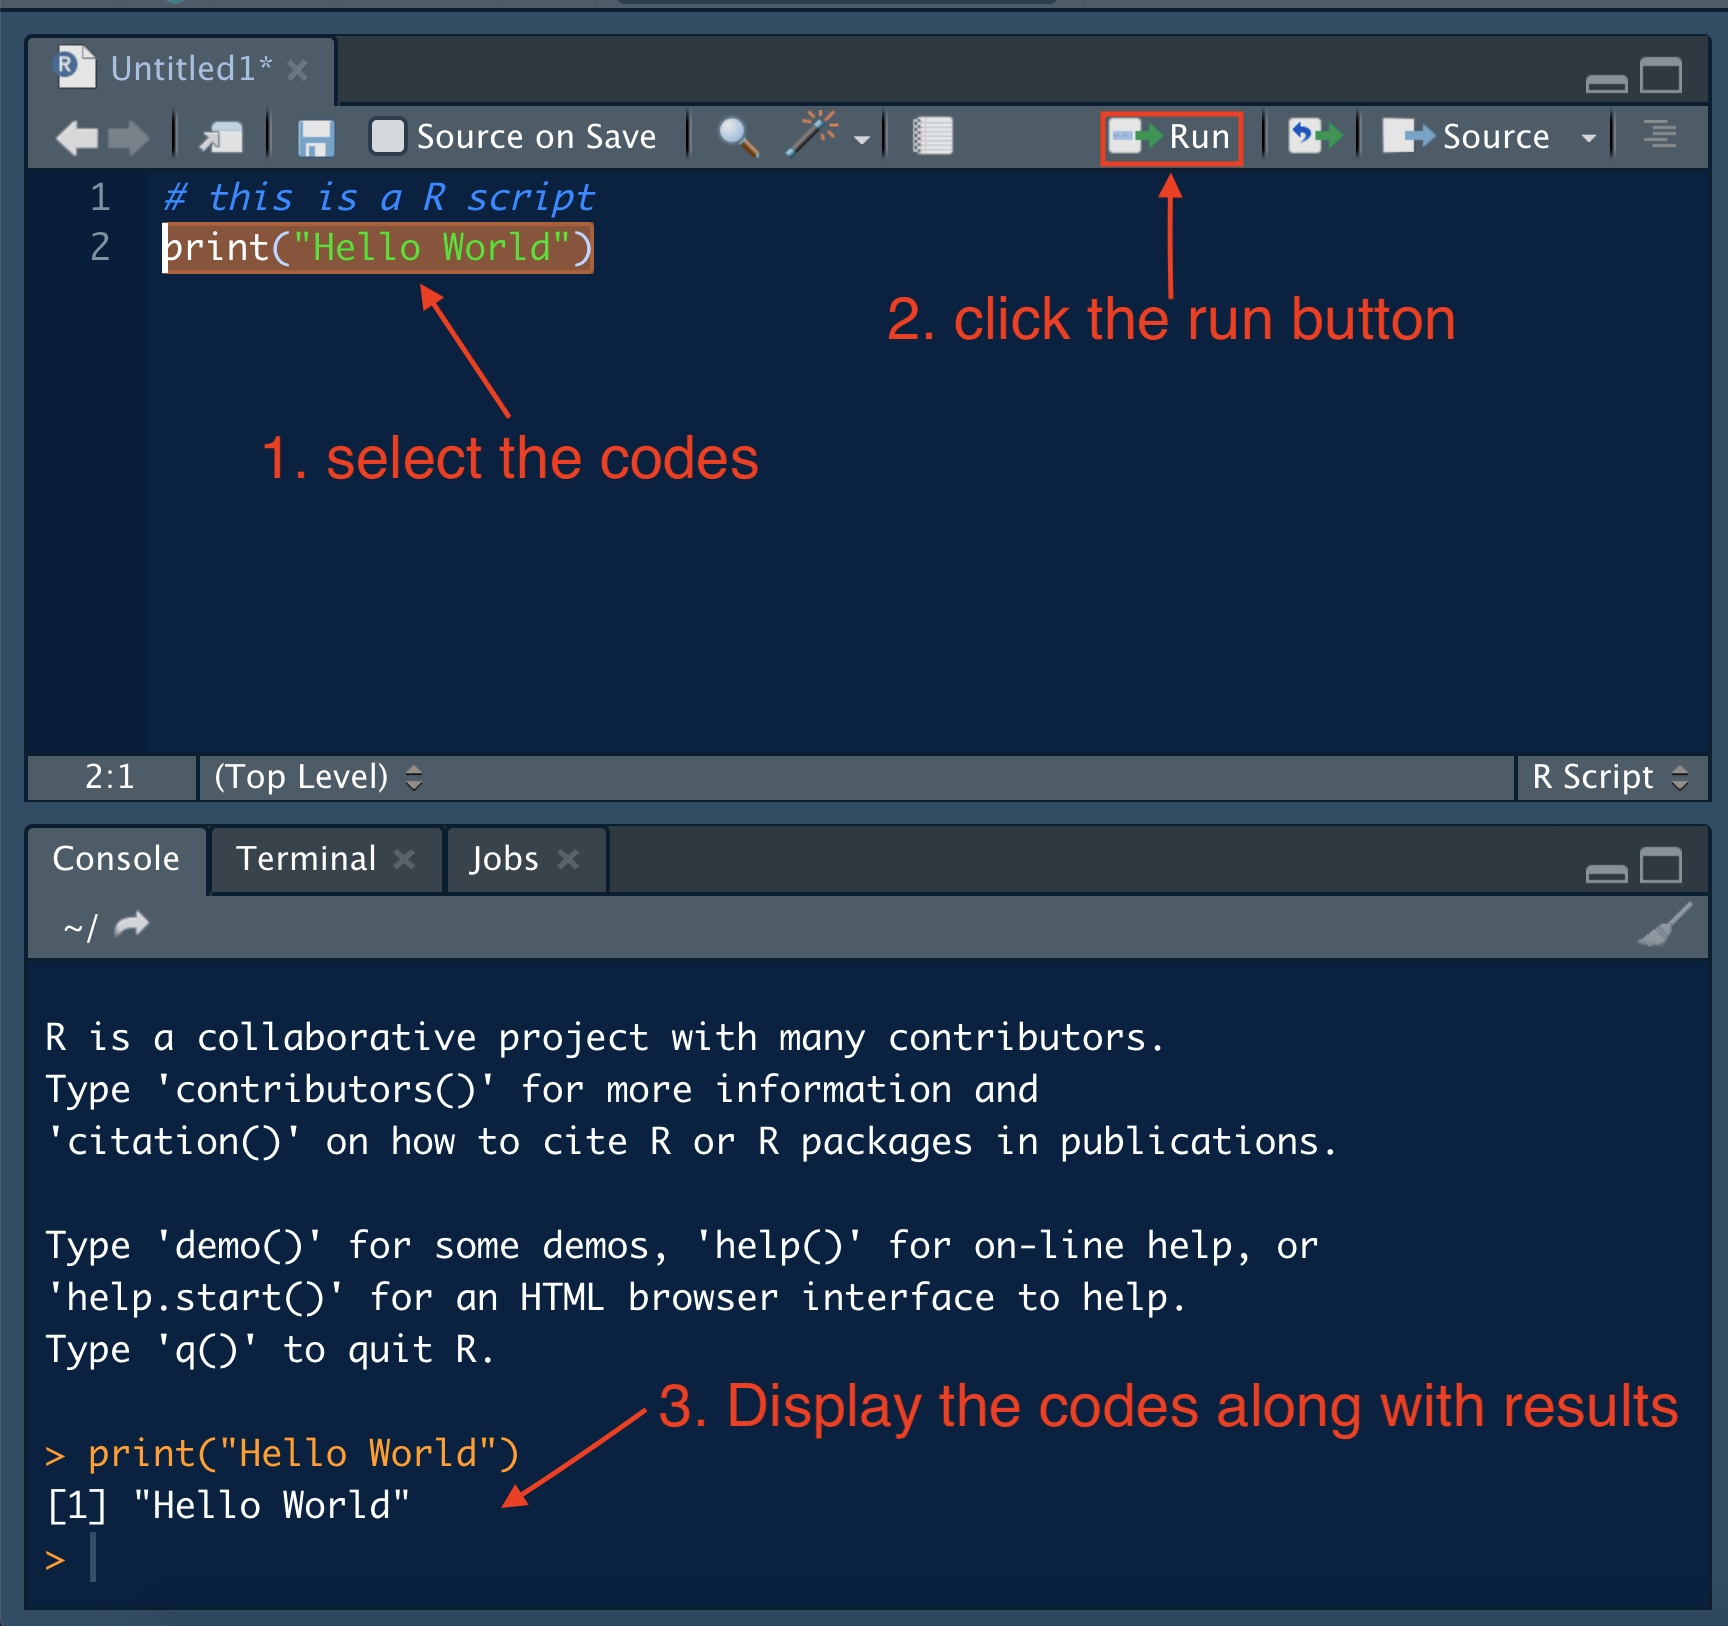 R Untitled1*
Source on Save Run Source
1 # this is a R script
2 print("Hello World")
2. click the run button
1. select the codes
2:1 (Top Level) R Script
Console Terminal Jobs
~/
R is a collaborative project with many contributors.
Type 'contributors()' for more information and
'citation()' on how to cite R or R packages in publications.
Type 'demo()' for some demos, 'help()' for on-line help, or
'help.start()' for an HTML browser interface to help.
Type 'q()' to quit R.
3. Display the codes along with results
> print("Hello World")
[1] "Hello World"
>